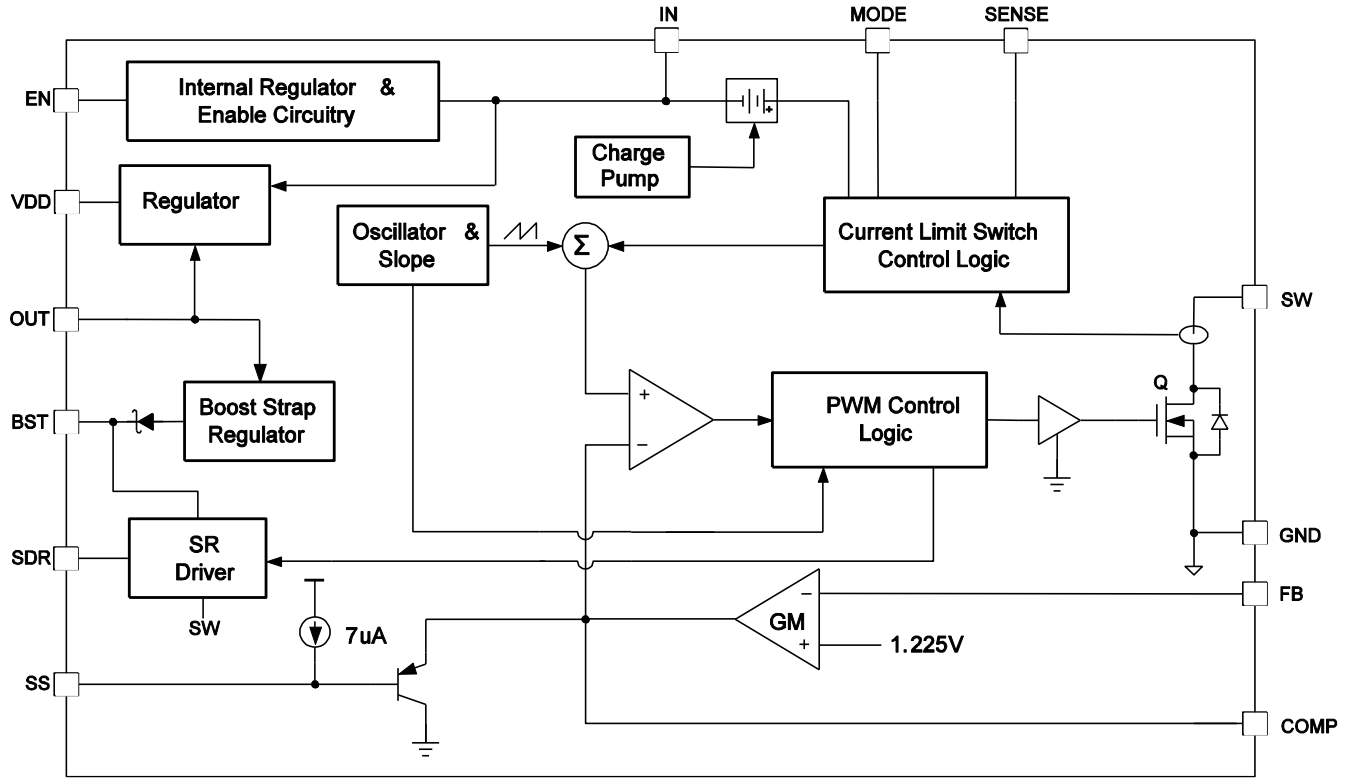 IN
MODE
SENSE
EN
Internal Regulator &
Enable Circuitry
+
Charge
Pump
VDD
Regulator
Oscillator &
Slope
Σ
Current Limit Switch
Control Logic
SW
OUT
Q
BST
Boost Strap
Regulator
+
−
PWM Control
Logic
SDR
SR
Driver
GND
SW
7uA
GM
−
+
1.225V
FB
SS
COMP